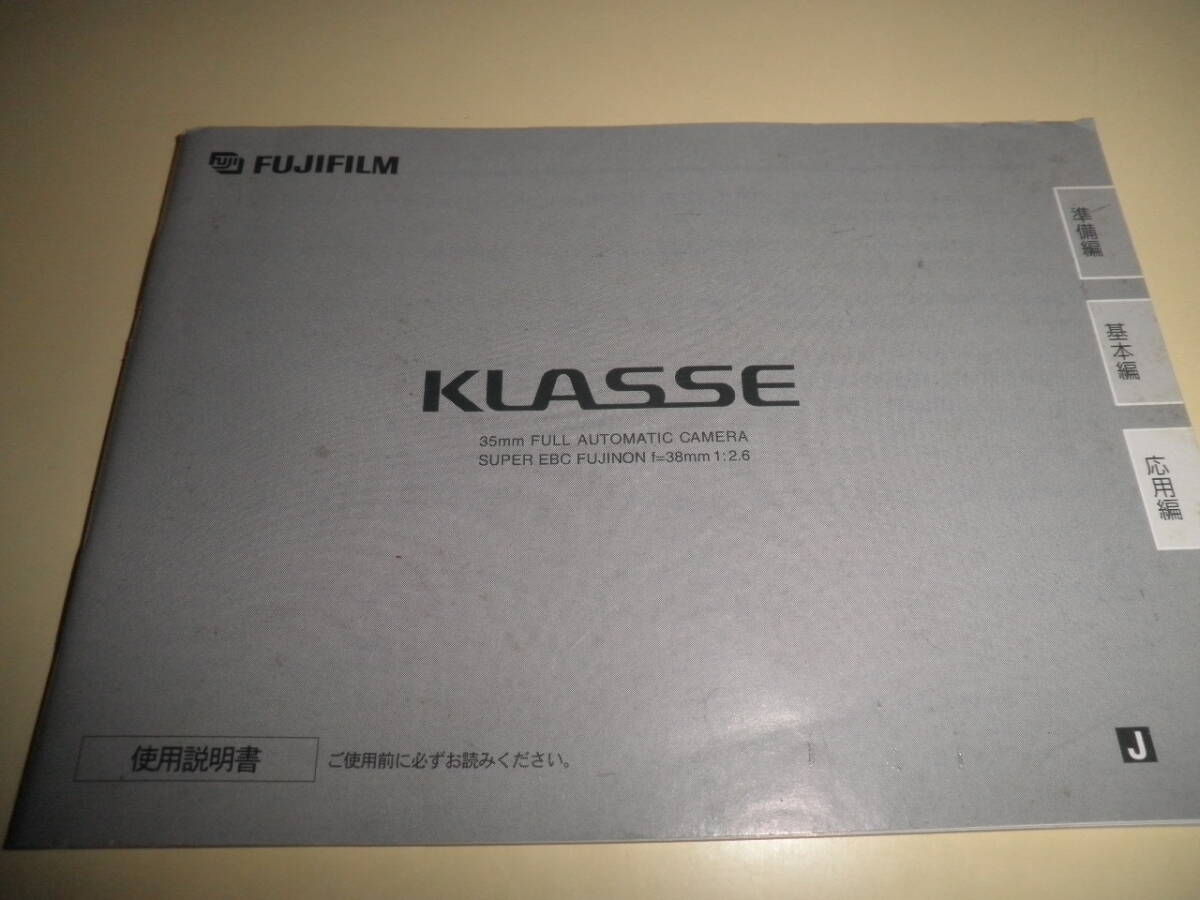 FUJI FUJIFILM
準備編
基本編
応用編
KLASSE
35mm FULL AUTOMATIC CAMERA
SUPER EBC FUJINON f=38mm 1:2.6
使用説明書 ご使用前に必ずお読みください。
J